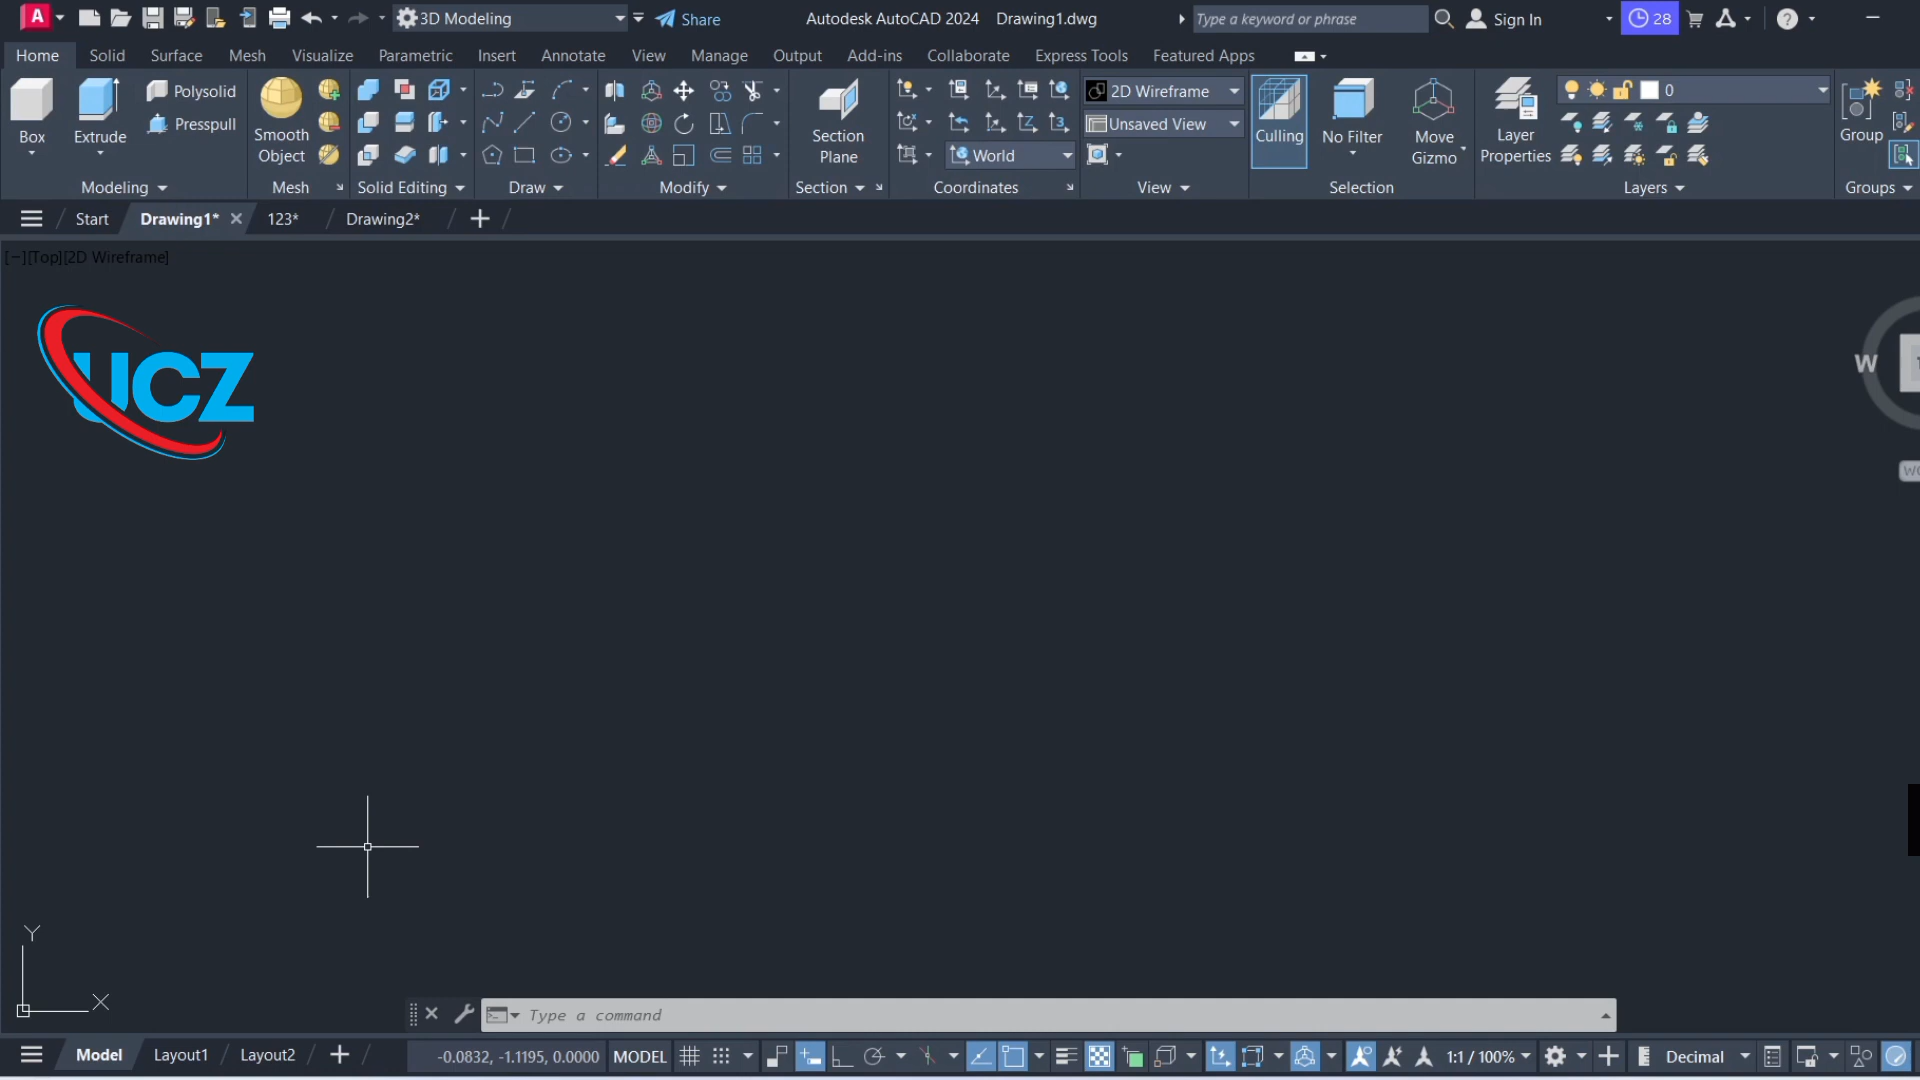 A 3D Modeling Share Autodesk AutoCAD 2024 Drawing1.dwg Type a keyword or phrase Sign In 28
Home Solid Surface Mesh Visualize Parametric Insert Annotate View Manage Output Add-ins Collaborate Express Tools Featured Apps
Box
Extrude
Polysolid
Presspull
Smooth
Object
Section
Plane
World
2D Wireframe
Unsaved View
Culling
No Filter
Move
Gizmo
Layer
Properties
0
Group
Modeling Mesh Solid Editing Draw Modify Section Coordinates View Selection Layers Groups
Start Drawing1* 123* Drawing2*
[−][Top][2D Wireframe]
UCZ
W
Y
X
Type a command
Model Layout1 Layout2 -0.0832, -1.1195, 0.0000 MODEL 1:1 / 100% Decimal